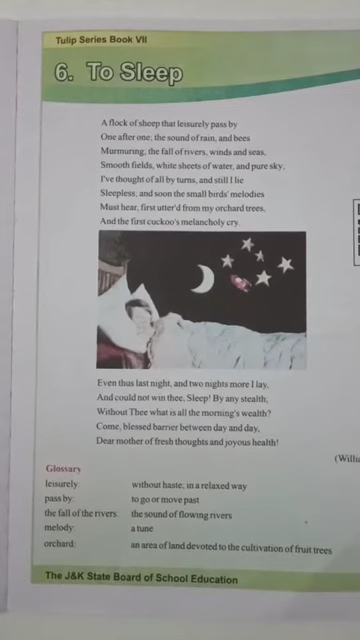 Tulip Series Book VII
6. To Sleep
A flock of sheep that leisurely pass by
One after one; the sound of rain, and bees
Murmuring; the fall of rivers, winds and seas,
Smooth fields, white sheets of water, and pure sky,
I've thought of all by turns, and still I lie
Sleepless, and soon the small birds' melodies
Must hear, first utter'd from my orchard trees,
And the first cuckoo's melancholy cry.
Even thus last night, and two nights more I lay,
And could not win thee, Sleep! By any stealth;
Without Thee what is all the morning's wealth?
Come, blessed barrier between day and day,
Dear mother of fresh thoughts and joyous health!
Glossary
leisurely: without haste; in a relaxed way
pass by: to go or move past
the fall of the rivers: the sound of flowing rivers
melody: a tune
orchard: an area of land devoted to the cultivation of fruit trees
The J&K State Board of School Education